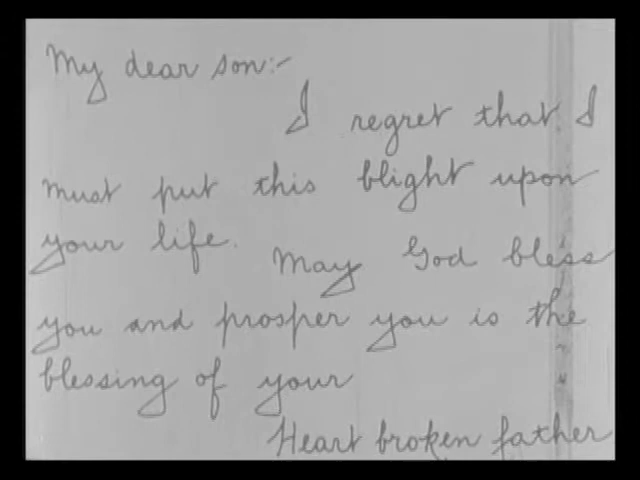 My dear son:-
I regret that I
must put this blight upon
your life. May God bless
you and prosper you is the
blessing of your
Heart broken father